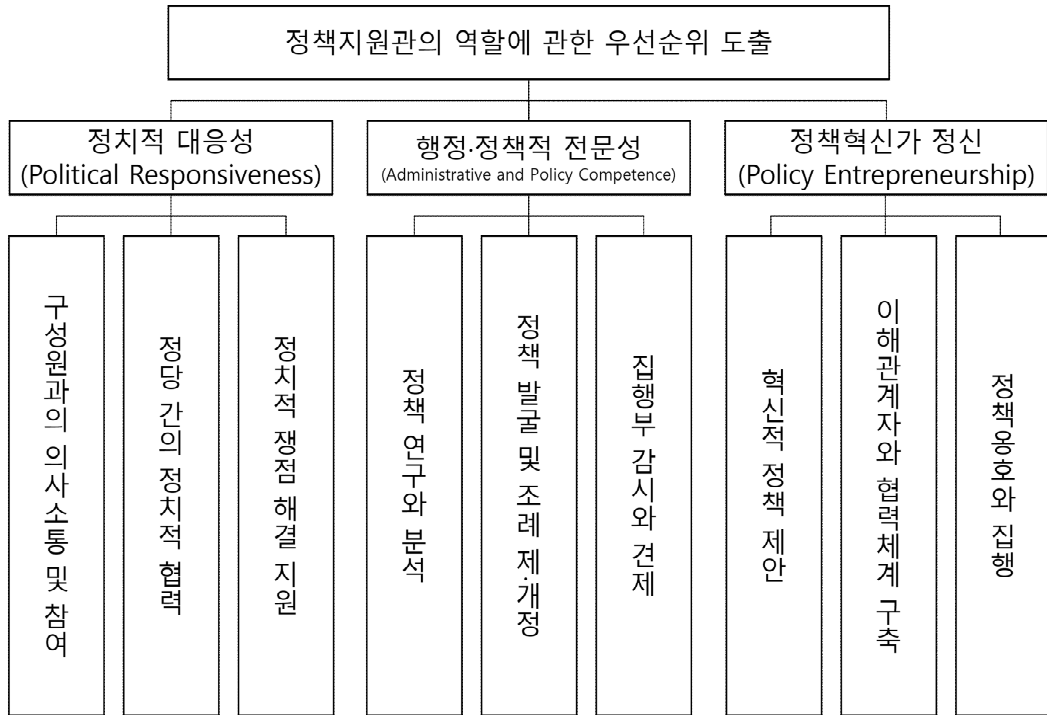 정책지원관의 역할에 관한 우선순위 도출
정치적 대응성
(Political Responsiveness)
행정·정책적 전문성
(Administrative and Policy Competence)
정책혁신가 정신
(Policy Entrepreneurship)
구성원과의 의사소통 및 참여
정당 간의 정치적 협력
정치적 쟁점 해결 지원
정책 연구와 분석
정책 발굴 및 조례 제·개정
집행부 감시와 견제
혁신적 정책 제안
이해관계자와 협력체계 구축
정책옹호와 집행